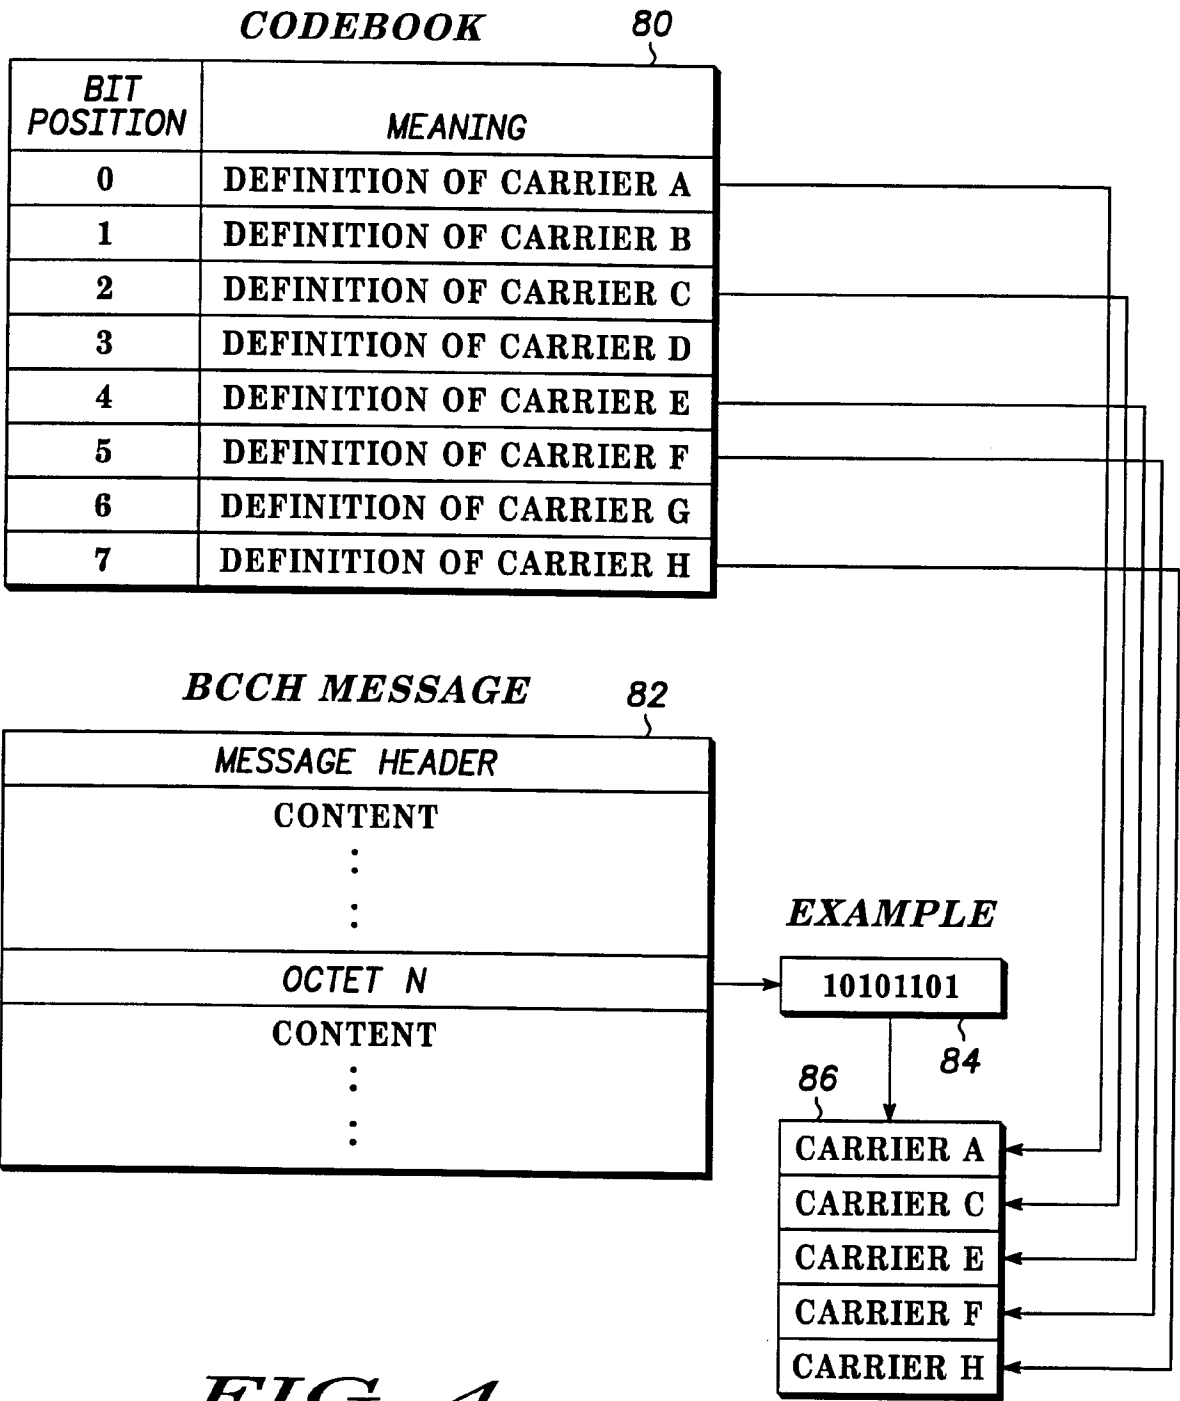 CODEBOOK
80
BIT POSITION
MEANING
0 DEFINITION OF CARRIER A
1 DEFINITION OF CARRIER B
2 DEFINITION OF CARRIER C
3 DEFINITION OF CARRIER D
4 DEFINITION OF CARRIER E
5 DEFINITION OF CARRIER F
6 DEFINITION OF CARRIER G
7 DEFINITION OF CARRIER H
BCCH MESSAGE
82
MESSAGE HEADER
CONTENT
OCTET N
CONTENT
EXAMPLE
10101101
84
86
CARRIER A
CARRIER C
CARRIER E
CARRIER F
CARRIER H
FIG. 4